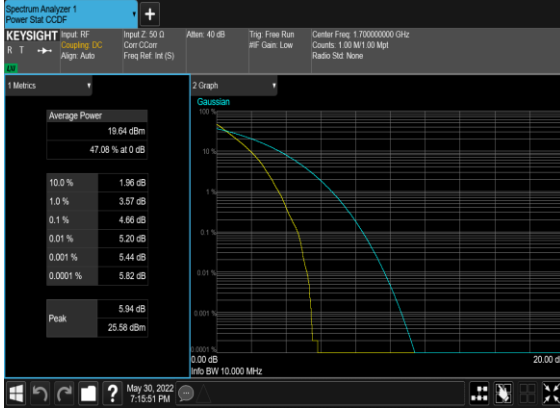 Spectrum Analyzer 1
Power Stat CCDF
KEYSIGHT
R T
LV
Input: RF
Coupling: DC
Align: Auto
Input Z: 50 Ω
Corr CCorr
Freq Ref: Int (S)
Atten: 40 dB
Trig: Free Run
#IF Gain: Low
Center Freq: 1.700000000 GHz
Counts: 1.00 M/1.00 Mpt
Radio Std: None
1 Metrics
Average Power
19.64 dBm
47.08 % at 0 dB
10.0 % 1.96 dB
1.0 % 3.57 dB
0.1 % 4.66 dB
0.01 % 5.20 dB
0.001 % 5.44 dB
0.0001 % 5.82 dB
Peak
5.94 dB
25.58 dBm
2 Graph
Gaussian
100 %
10 %
1 %
0.1 %
0.01 %
0.001 %
0.0001 %
0.00 dB
20.00 d
Info BW 10.000 MHz
May 30, 2022
7:15:51 PM